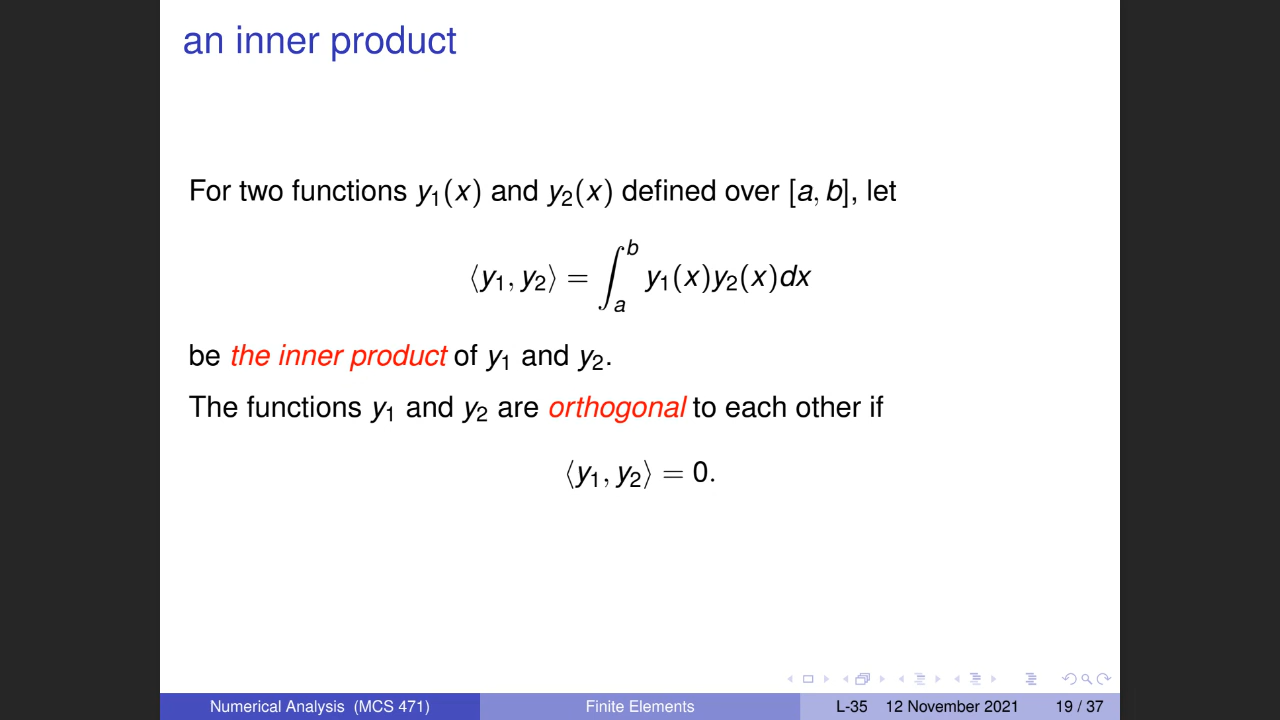 an inner product
For two functions y₁(x) and y₂(x) defined over [a, b], let
⟨y₁, y₂⟩ = ∫ₐᵇ y₁(x)y₂(x)dx
be the inner product of y₁ and y₂.
The functions y₁ and y₂ are orthogonal to each other if
⟨y₁, y₂⟩ = 0.
Numerical Analysis (MCS 471) Finite Elements L-35 12 November 2021 19 / 37